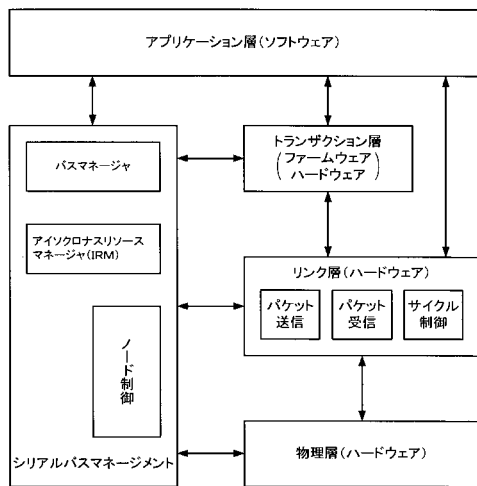 アプリケーション層(ソフトウェア)
バスマネージャ
アイソクロナスリソース
マネージャ(IRM)
ノード制御
シリアルバスマネージメント
トランザクション層
(ファームウェア
ハードウェア)
リンク層(ハードウェア)
パケット
送信
パケット
受信
サイクル
制御
物理層(ハードウェア)